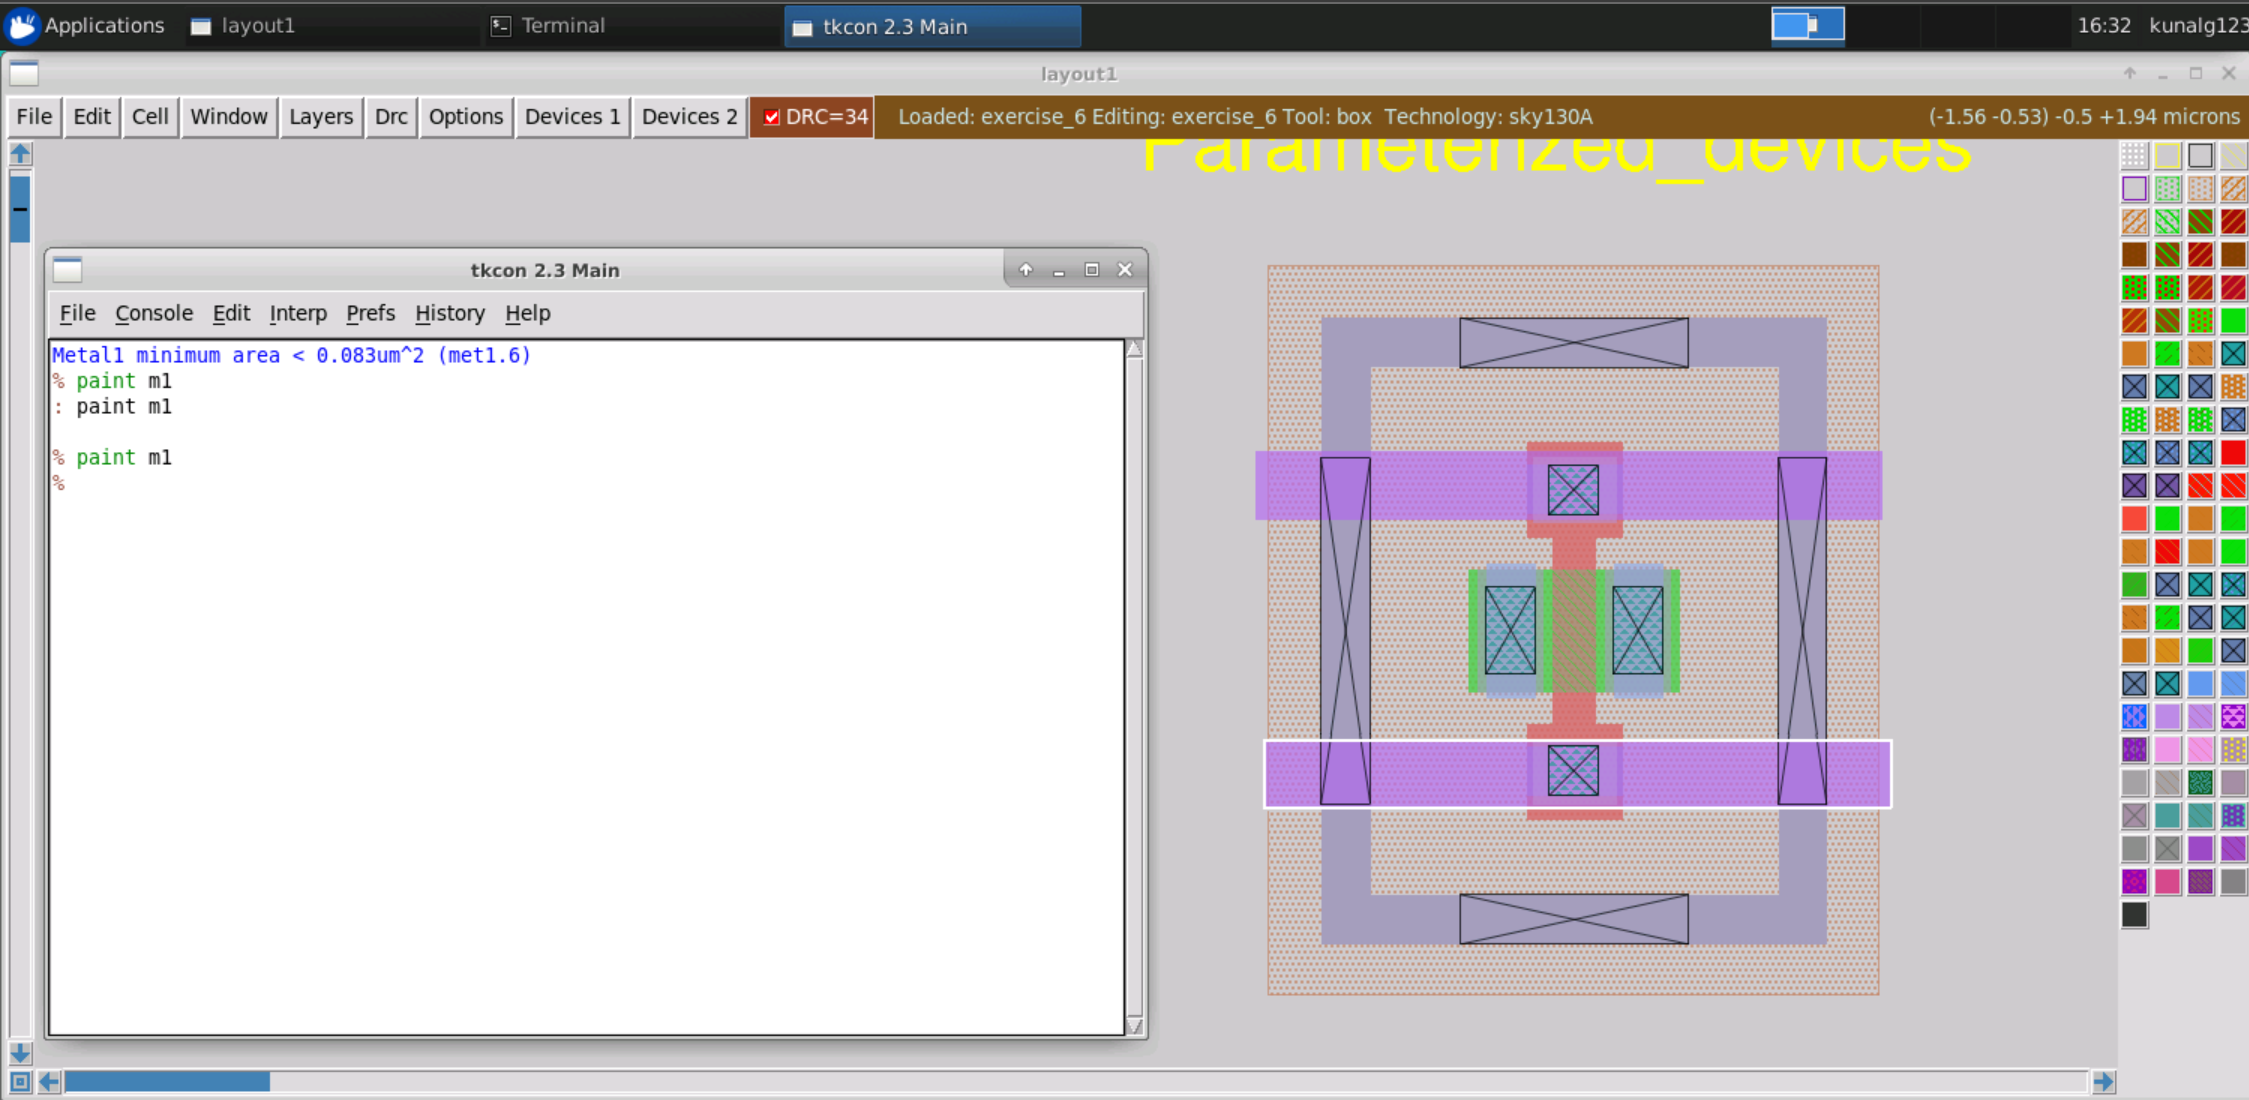 Applications layout1 Terminal tkcon 2.3 Main 16:32 kunalg123
layout1
File Edit Cell Window Layers Drc Options Devices 1 Devices 2 DRC=34 Loaded: exercise_6 Editing: exercise_6 Tool: box Technology: sky130A (-1.56 -0.53) -0.5 +1.94 microns
Parameterized_devices
tkcon 2.3 Main
File Console Edit Interp Prefs History Help
Metal1 minimum area < 0.083um^2 (met1.6)
% paint m1
: paint m1
% paint m1
%